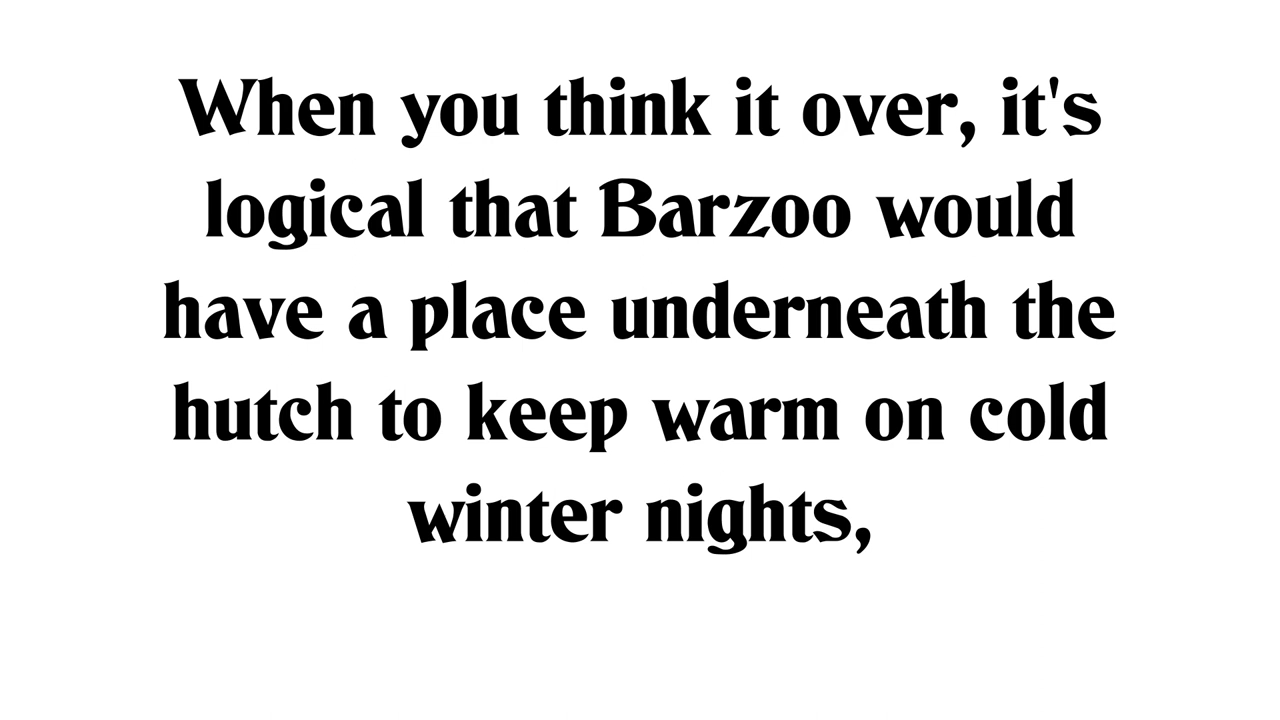 When you think it over, it's
logical that Barzoo would
have a place underneath the
hutch to keep warm on cold
winter nights,